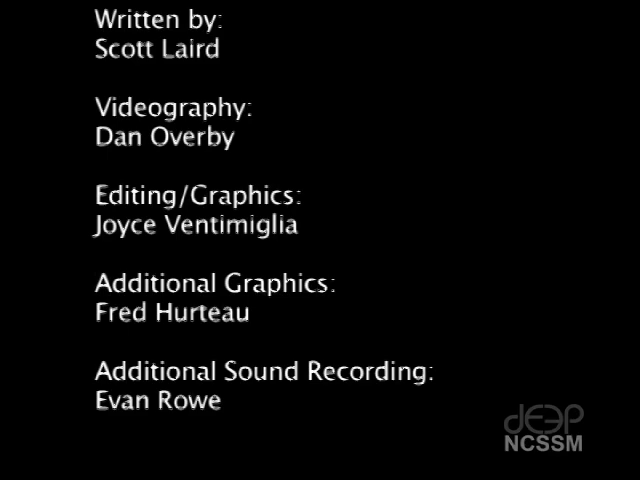 Written by:
Scott Laird
Videography:
Dan Overby
Editing/Graphics:
Joyce Ventimiglia
Additional Graphics:
Fred Hurteau
Additional Sound Recording:
Evan Rowe
deep
NCSSM